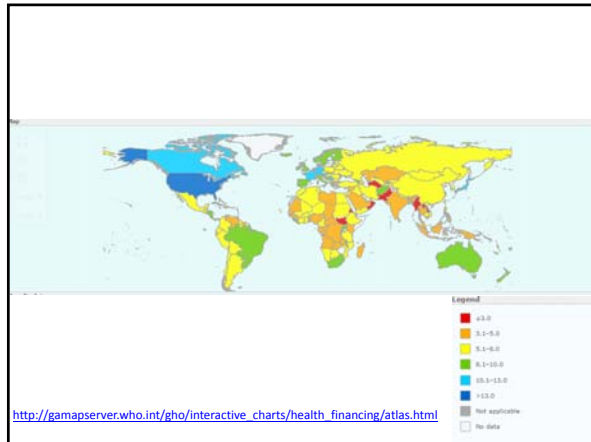 Map
Legend
≤3.0
3.1-5.0
5.1-8.0
8.1-10.0
10.1-13.0
>13.0
Not applicable
No data
http://gamapserver.who.int/gho/interactive_charts/health_financing/atlas.html